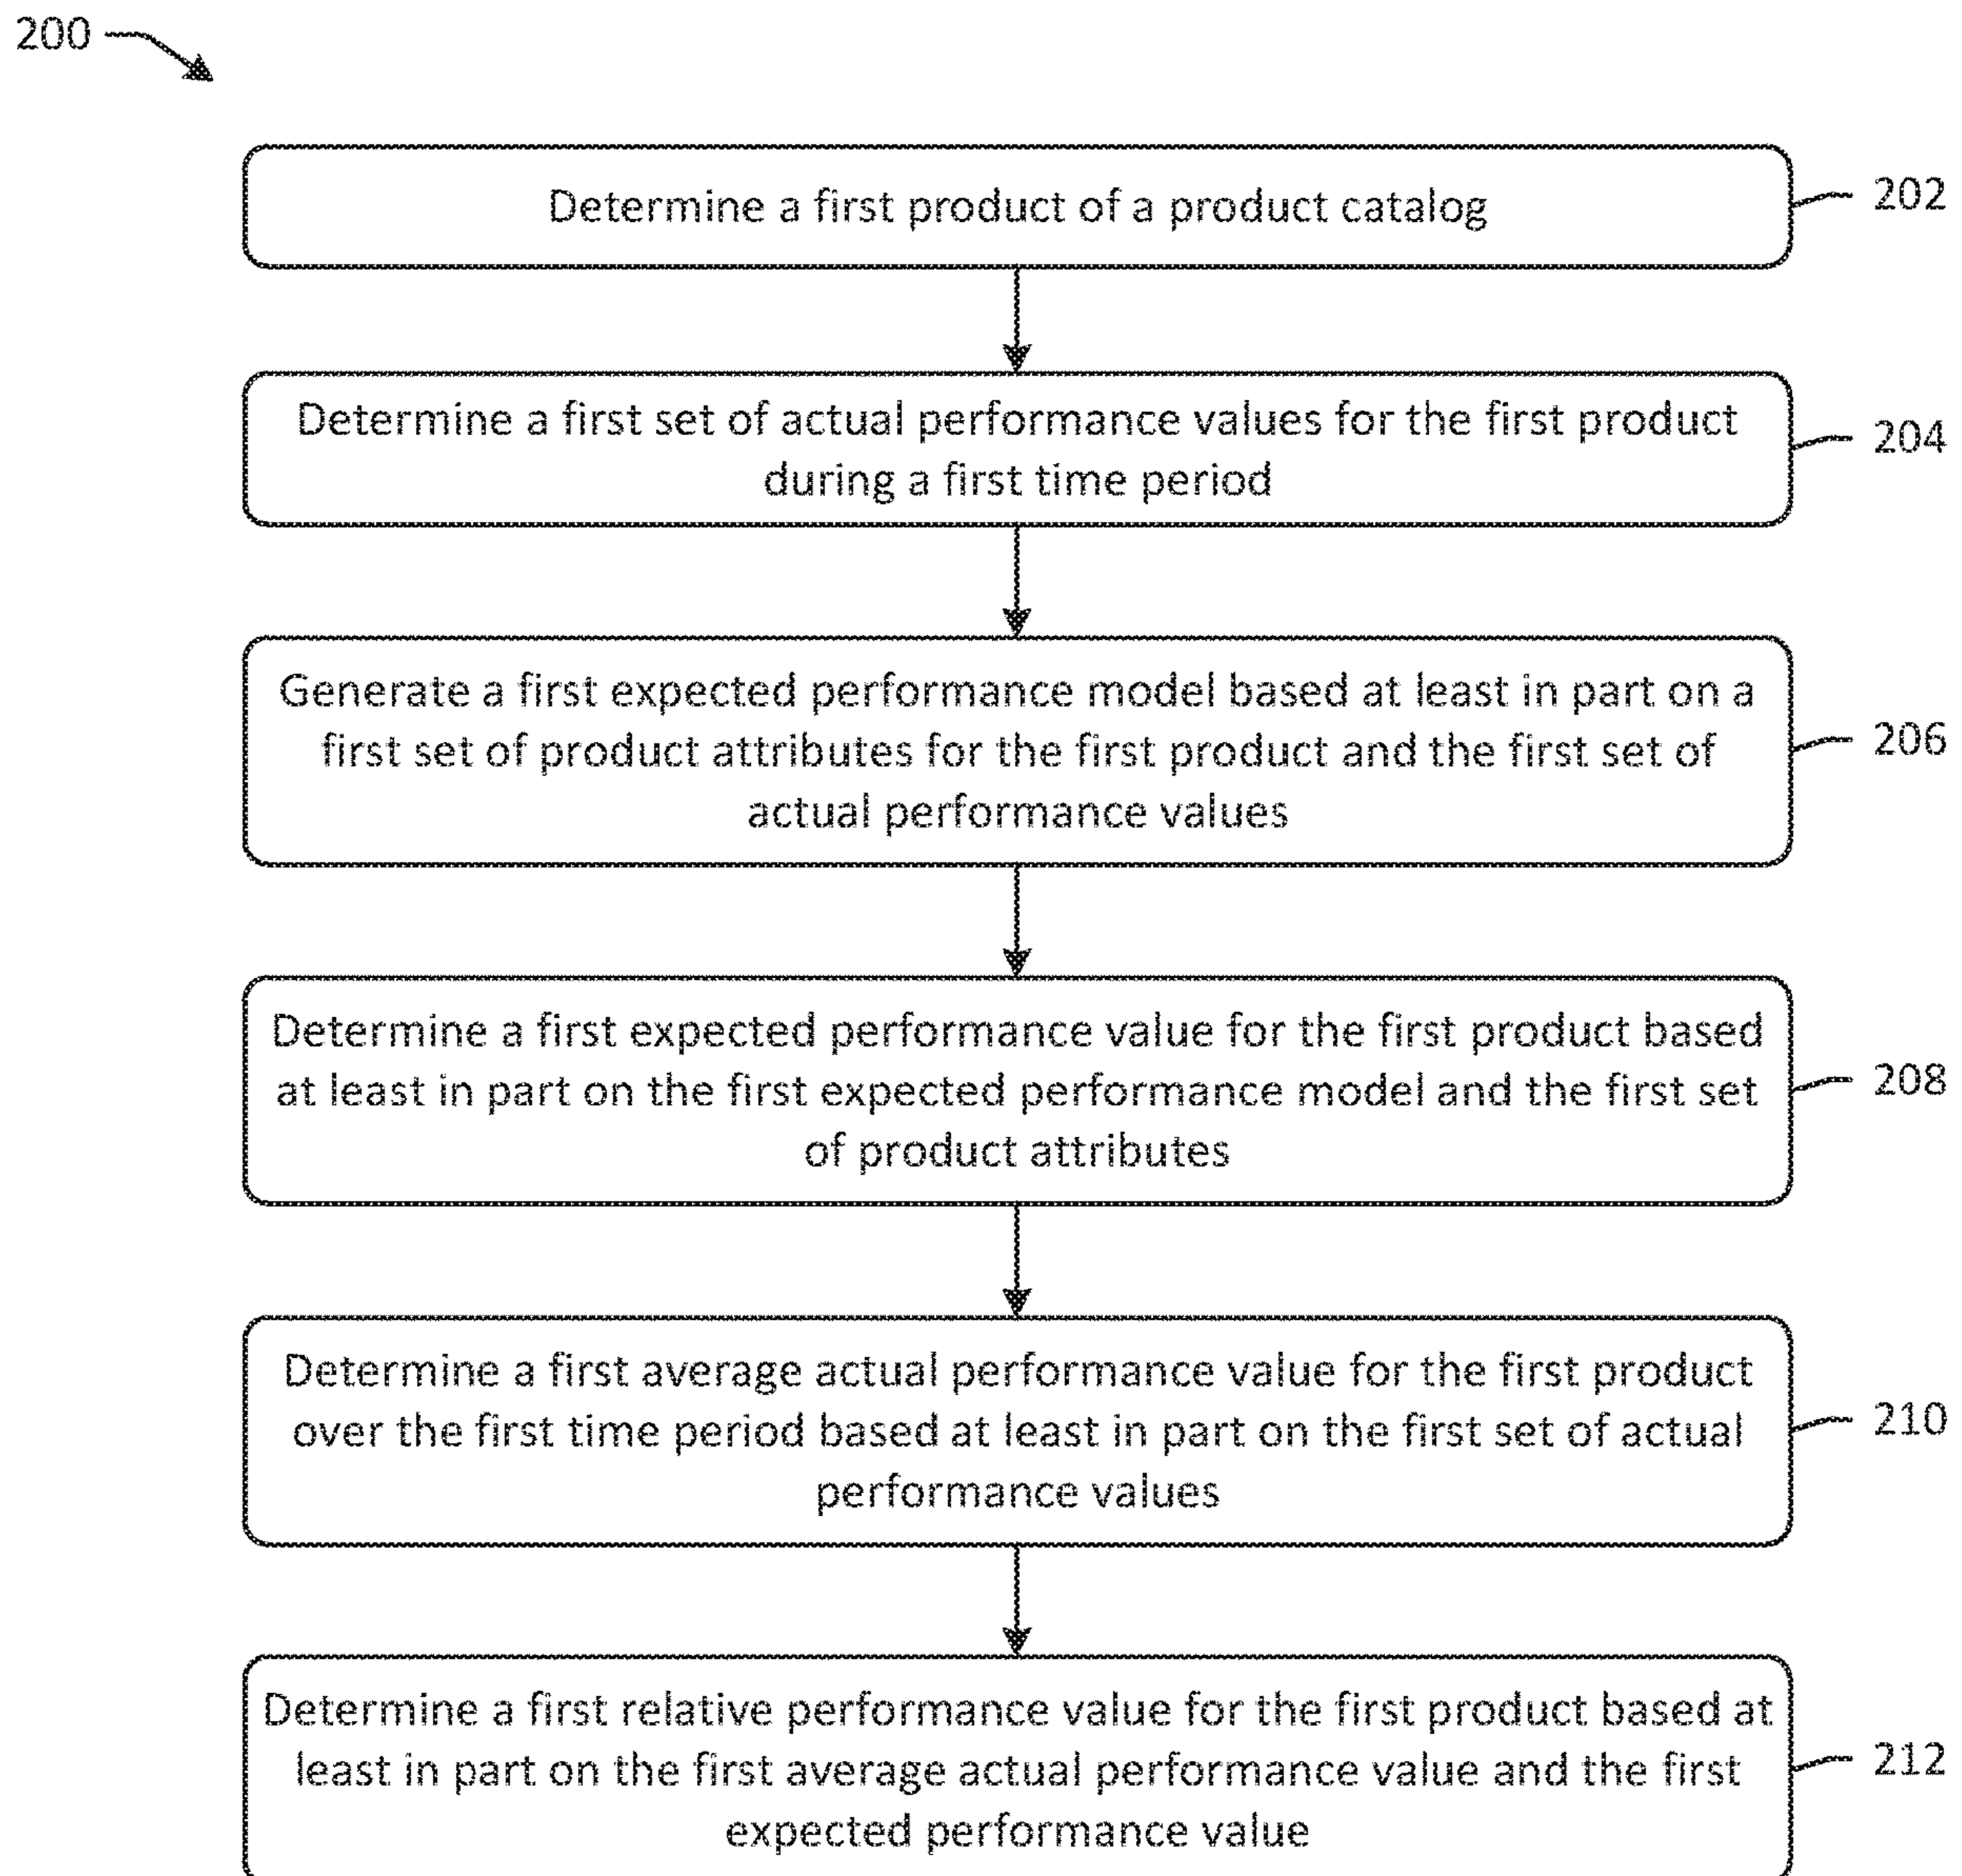 200
Determine a first product of a product catalog
202
Determine a first set of actual performance values for the first product
during a first time period
204
Generate a first expected performance model based at least in part on a
first set of product attributes for the first product and the first set of
actual performance values
206
Determine a first expected performance value for the first product based
at least in part on the first expected performance model and the first set
of product attributes
208
Determine a first average actual performance value for the first product
over the first time period based at least in part on the first set of actual
performance values
210
Determine a first relative performance value for the first product based at
least in part on the first average actual performance value and the first
expected performance value
212